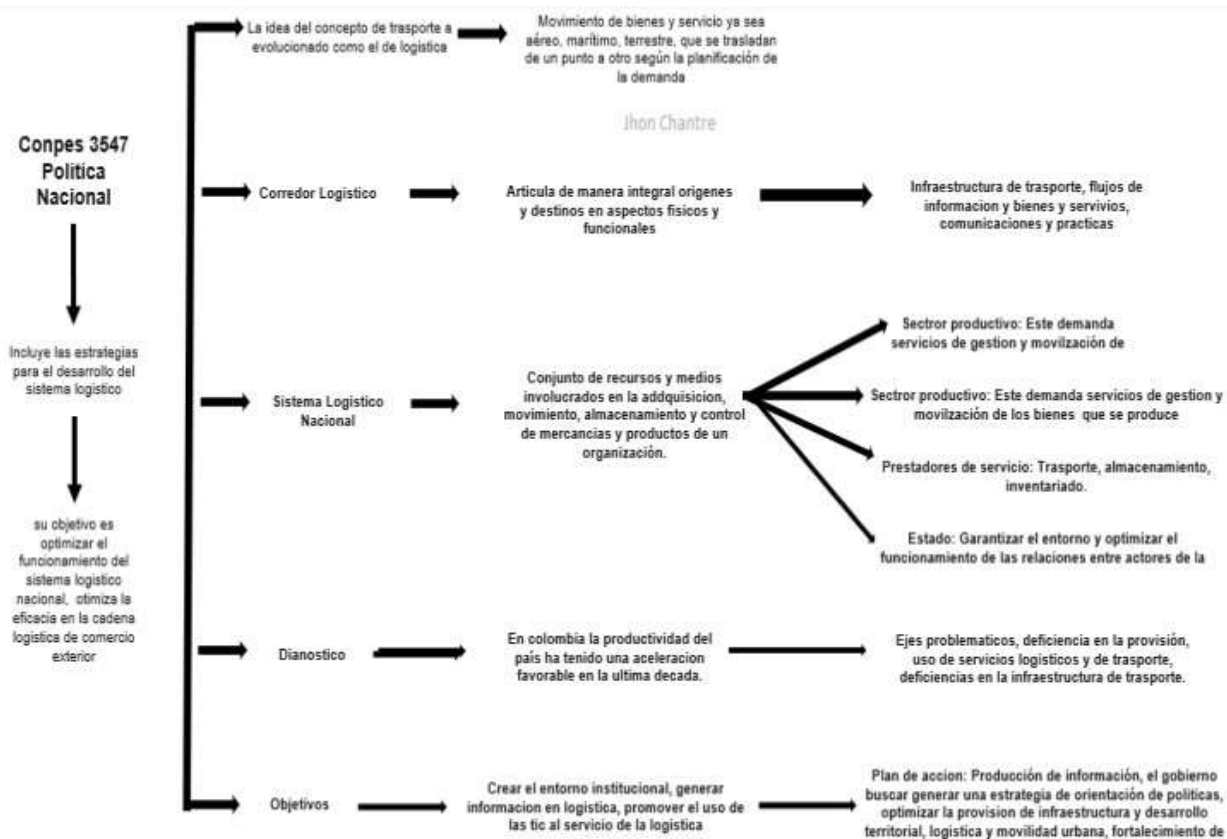 La idea del concepto de trasporte a
evolucionado como el de logística
Movimiento de bienes y servicio ya sea
aéreo, marítimo, terrestre, que se trasladan
de un punto a otro según la planificación de
la demanda
Jhon Chantre
Conpes 3547
Politica
Nacional
Incluye las estrategias
para el desarrollo del
sistema logistico
su objetivo es
optimizar el
funcionamiento del
sistema logistico
nacional, otimiza la
eficacia en la cadena
logistica de comercio
exterior
Corredor Logistico
Articula de manera integral origenes
y destinos en aspectos fisicos y
funcionales
Infraestructura de trasporte, flujos de
informacion y bienes y servivios,
comunicaciones y practicas
Sistema Logistico
Nacional
Conjunto de recursos y medios
involucrados en la addquisicion,
movimiento, almacenamiento y control
de mercancias y productos de un
organización.
Sectror productivo: Este demanda
servicios de gestion y movilzación de
Sectror productivo: Este demanda servicios de gestion y
movilzación de los bienes que se produce
Prestadores de servicio: Trasporte, almacenamiento,
inventariado.
Estado: Garantizar el entorno y optimizar el
funcionamiento de las relaciones entre actores de la
Dianostico
En colombia la productividad del
país ha tenido una aceleracion
favorable en la ultima decada.
Ejes problematicos, deficiencia en la provisión,
uso de servicios logisticos y de trasporte,
deficiencias en la infraestructura de trasporte.
Objetivos
Crear el entorno institucional, generar
informacion en logistica, promover el uso de
las tic al servicio de la logística
Plan de accion: Producción de información, el gobierno
buscar generar una estrategia de orientación de politicas,
optimizar la provision de infraestructura y desarrollo
territorial, logistica y movilidad urbana, fortalecimiento de